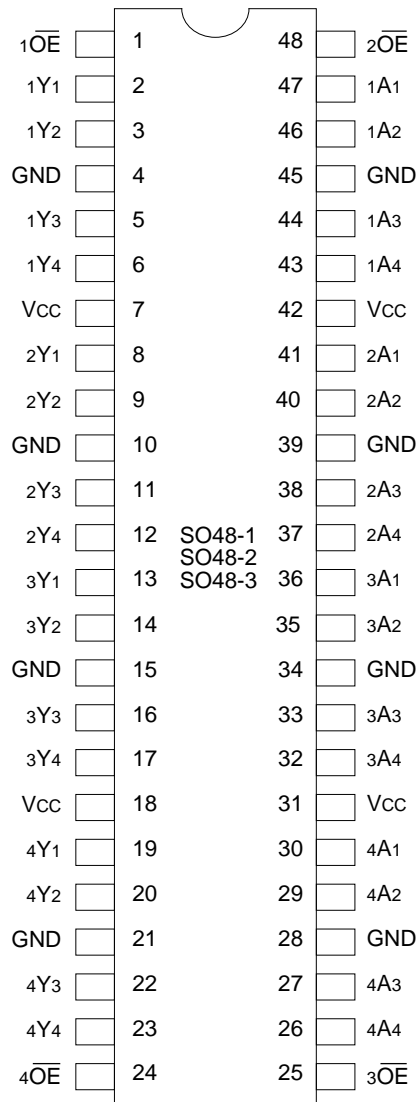 1O̅E̅ 1 48 2O̅E̅
1Y1 2 47 1A1
1Y2 3 46 1A2
GND 4 45 GND
1Y3 5 44 1A3
1Y4 6 43 1A4
VCC 7 42 VCC
2Y1 8 41 2A1
2Y2 9 40 2A2
GND 10 39 GND
2Y3 11 38 2A3
2Y4 12 SO48-1 37 2A4
SO48-2
3Y1 13 SO48-3 36 3A1
3Y2 14 35 3A2
GND 15 34 GND
3Y3 16 33 3A3
3Y4 17 32 3A4
VCC 18 31 VCC
4Y1 19 30 4A1
4Y2 20 29 4A2
GND 21 28 GND
4Y3 22 27 4A3
4Y4 23 26 4A4
4O̅E̅ 24 25 3O̅E̅